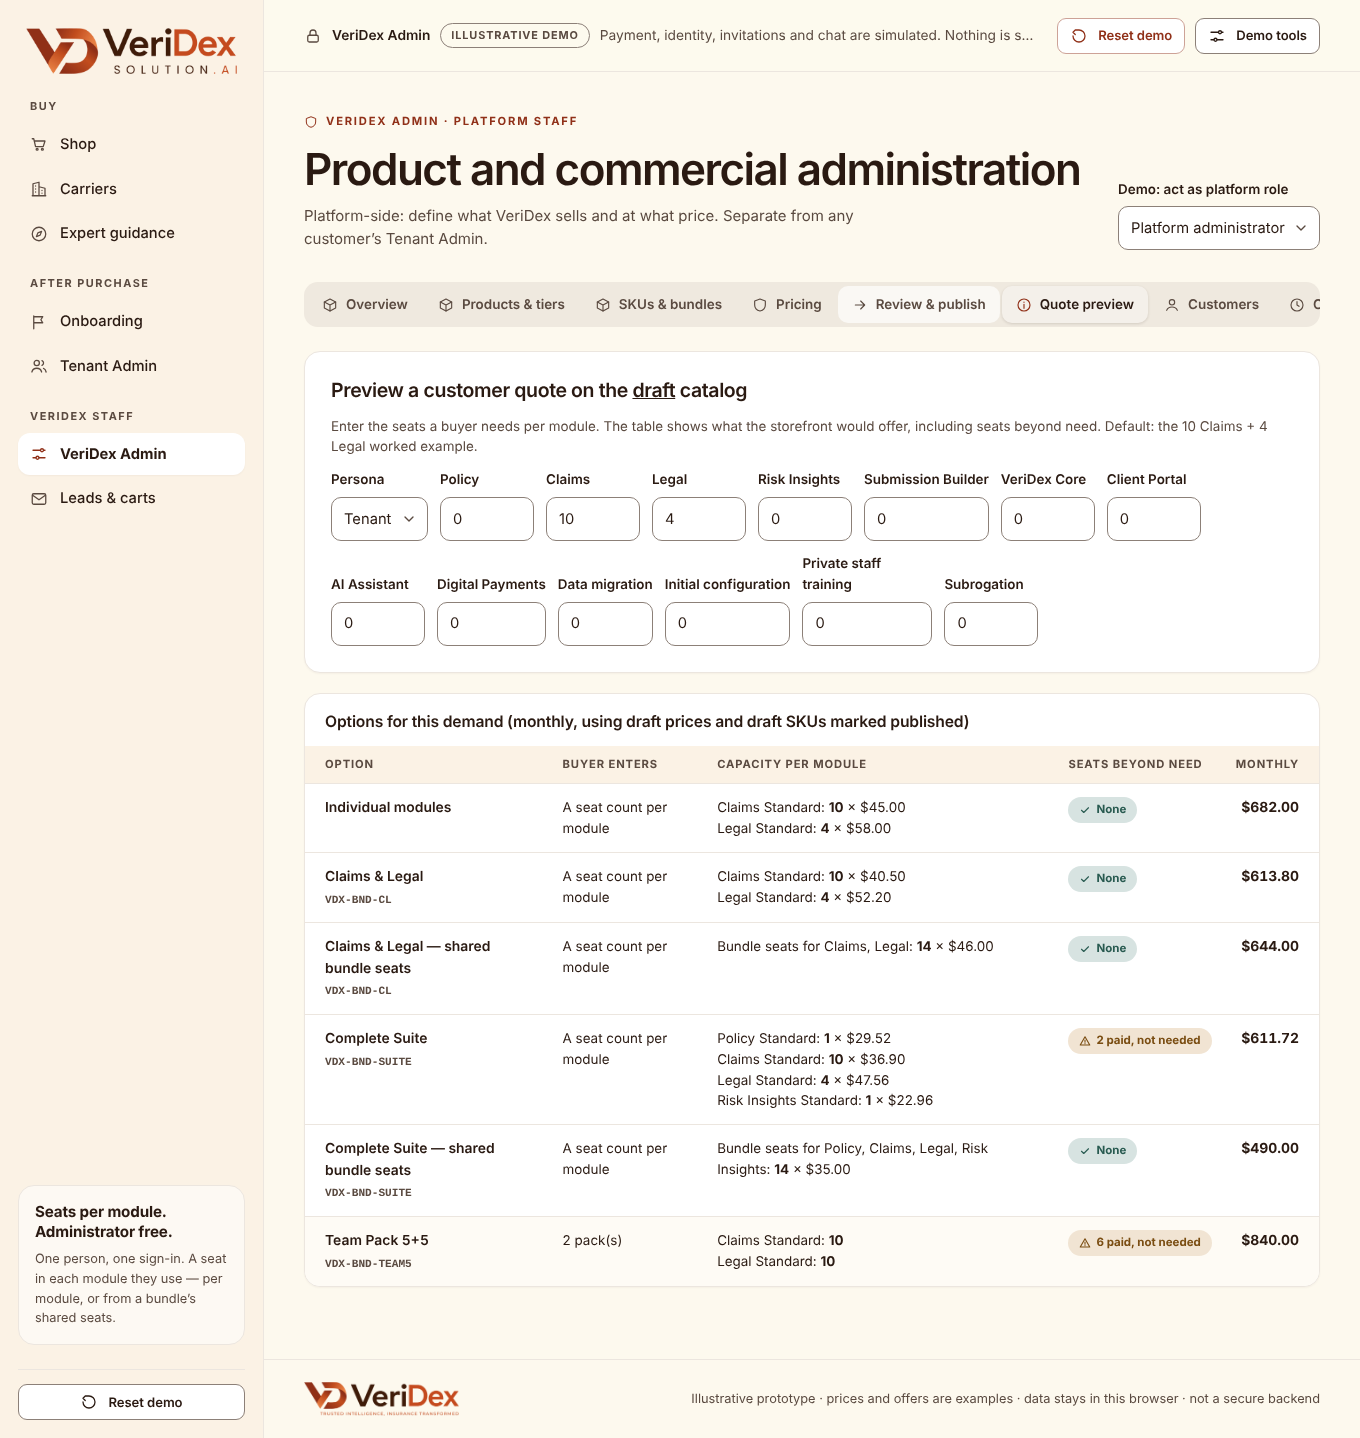 VeriDex
SOLUTION.AI
BUY
Shop
Carriers
Expert guidance
AFTER PURCHASE
Onboarding
Tenant Admin
VERIDEX STAFF
VeriDex Admin
Leads & carts
Seats per module.
Administrator free.
One person, one sign-in. A seat
in each module they use — per
module, or from a bundle's
shared seats.
Reset demo
VeriDex Admin ILLUSTRATIVE DEMO Payment, identity, invitations and chat are simulated. Nothing is s... Reset demo Demo tools
VERIDEX ADMIN · PLATFORM STAFF
Product and commercial administration
Platform-side: define what VeriDex sells and at what price. Separate from any
customer's Tenant Admin.
Demo: act as platform role
Platform administrator
Overview Products & tiers SKUs & bundles Pricing Review & publish Quote preview Customers
Preview a customer quote on the draft catalog
Enter the seats a buyer needs per module. The table shows what the storefront would offer, including seats beyond need. Default: the 10 Claims + 4
Legal worked example.
Persona Policy Claims Legal Risk Insights Submission Builder VeriDex Core Client Portal
Tenant 0 10 4 0 0 0 0
AI Assistant Digital Payments Data migration Initial configuration Private staff training Subrogation
0 0 0 0 0 0
Options for this demand (monthly, using draft prices and draft SKUs marked published)
OPTION BUYER ENTERS CAPACITY PER MODULE SEATS BEYOND NEED MONTHLY
Individual modules A seat count per module Claims Standard: 10 × $45.00 None $682.00
Legal Standard: 4 × $58.00
Claims & Legal A seat count per module Claims Standard: 10 × $40.50 None $613.80
VDX-BND-CL Legal Standard: 4 × $52.20
Claims & Legal — shared bundle seats A seat count per module Bundle seats for Claims, Legal: 14 × $46.00 None $644.00
VDX-BND-CL
Complete Suite A seat count per module Policy Standard: 1 × $29.52 2 paid, not needed $611.72
VDX-BND-SUITE Claims Standard: 10 × $36.90
Legal Standard: 4 × $47.56
Risk Insights Standard: 1 × $22.96
Complete Suite — shared bundle seats A seat count per module Bundle seats for Policy, Claims, Legal, Risk Insights: 14 × $35.00 None $490.00
VDX-BND-SUITE
Team Pack 5+5 2 pack(s) Claims Standard: 10 6 paid, not needed $840.00
VDX-BND-TEAM5 Legal Standard: 10
VeriDex
TRUSTED INTELLIGENCE, INSURANCE TRANSFORMED
Illustrative prototype · prices and offers are examples · data stays in this browser · not a secure backend